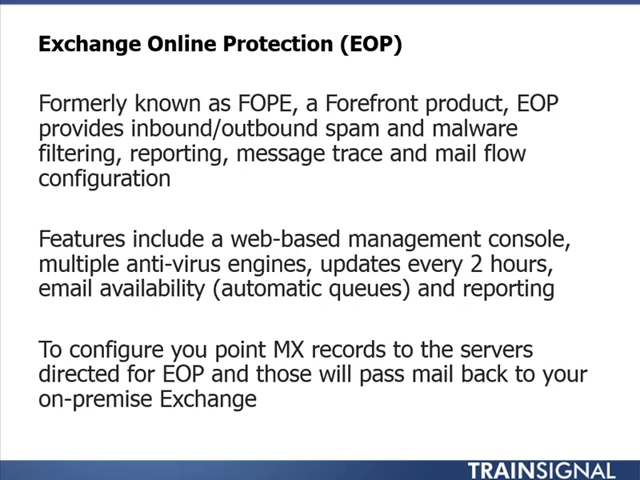 Exchange Online Protection (EOP)
Formerly known as FOPE, a Forefront product, EOP
provides inbound/outbound spam and malware
filtering, reporting, message trace and mail flow
configuration
Features include a web-based management console,
multiple anti-virus engines, updates every 2 hours,
email availability (automatic queues) and reporting
To configure you point MX records to the servers
directed for EOP and those will pass mail back to your
on-premise Exchange
TRAINSIGNAL